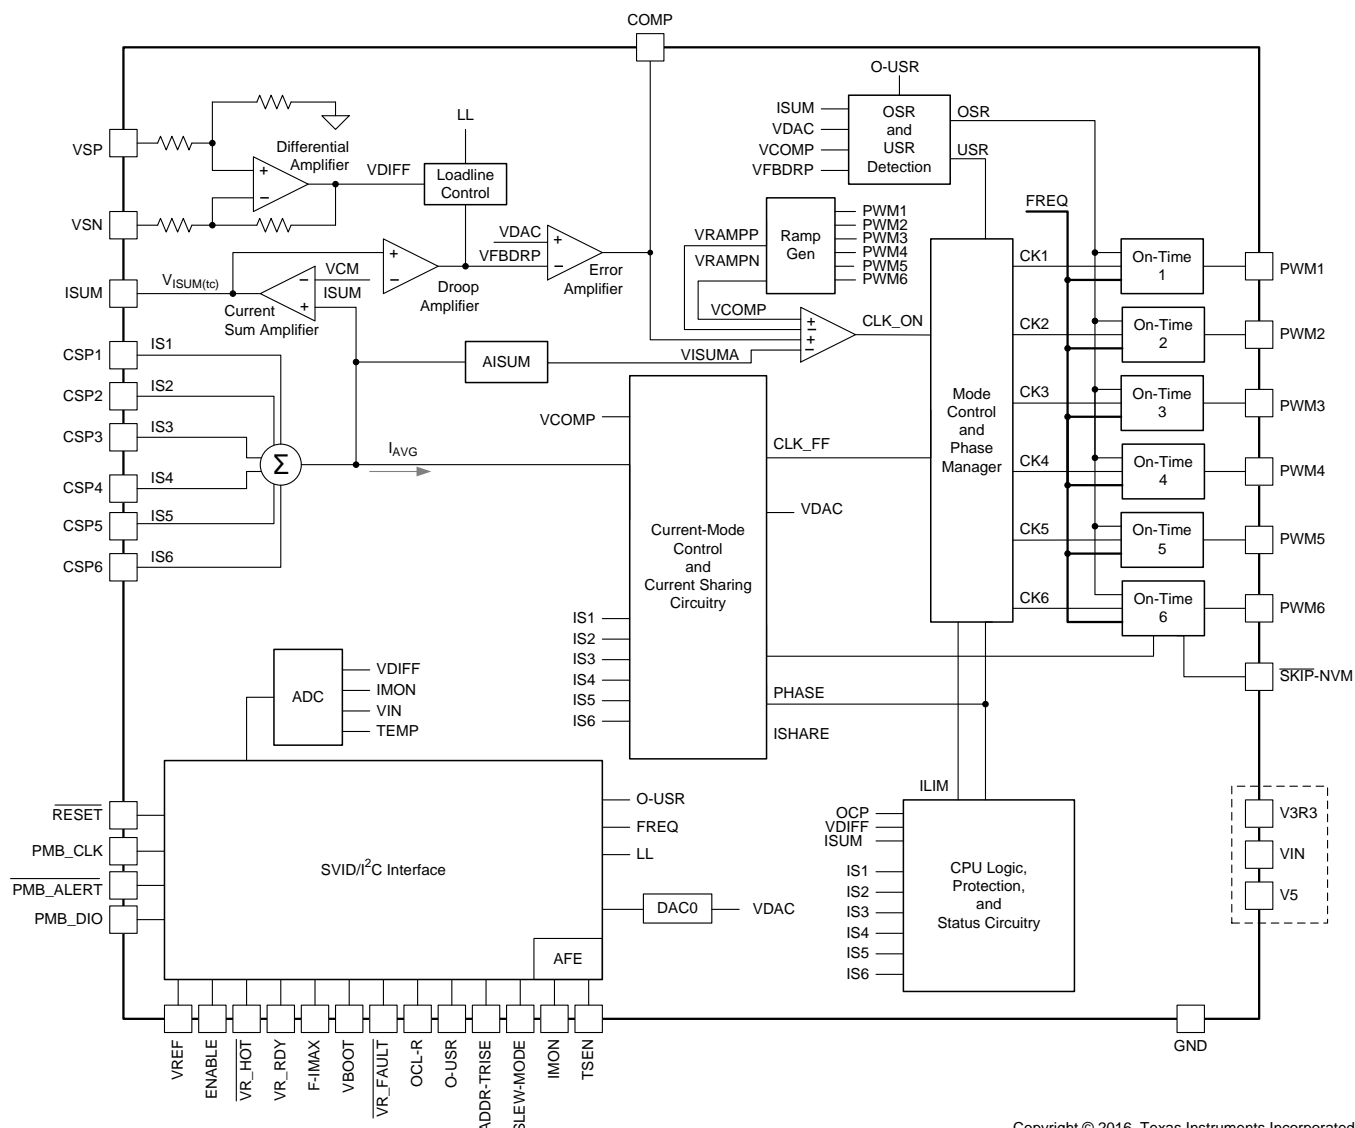 COMP
O-USR
ISUM
VDAC
VCOMP
VFBDRP
OSR
and
USR
Detection
OSR
USR
VSP
VSN
Differential
Amplifier
VDIFF
LL
Loadline
Control
VDAC
VFBDRP
Error
Amplifier
Droop
Amplifier
VRAMPP
VRAMPN
Ramp
Gen
PWM1
PWM2
PWM3
PWM4
PWM5
PWM6
FREQ
ISUM
VISUM(tc)
VCM
ISUM
Current
Sum Amplifier
VCOMP
CLK_ON
VISUMA
AISUM
CSP1
CSP2
CSP3
CSP4
CSP5
CSP6
IS1
IS2
IS3
IS4
IS5
IS6
Σ
IAVG
VCOMP
CLK_FF
VDAC
Current-Mode
Control
and
Current Sharing
Circuitry
IS1
IS2
IS3
IS4
IS5
IS6
PHASE
ISHARE
Mode
Control
and
Phase
Manager
CK1
CK2
CK3
CK4
CK5
CK6
On-Time
1
On-Time
2
On-Time
3
On-Time
4
On-Time
5
On-Time
6
PWM1
PWM2
PWM3
PWM4
PWM5
PWM6
SKIP-NVM
ADC
VDIFF
IMON
VIN
TEMP
RESET
PMB_CLK
PMB_ALERT
PMB_DIO
SVID/I2C Interface
AFE
O-USR
FREQ
LL
DAC0
VDAC
ILIM
OCP
VDIFF
ISUM
IS1
IS2
IS3
IS4
IS5
IS6
CPU Logic,
Protection,
and
Status Circuitry
V3R3
VIN
V5
GND
VREF
ENABLE
VR_HOT
VR_RDY
F-IMAX
VBOOT
VR_FAULT
OCL-R
O-USR
ADDR-TRISE
SLEW-MODE
IMON
TSEN
Copyright © 2016, Texas Instruments Incorporated